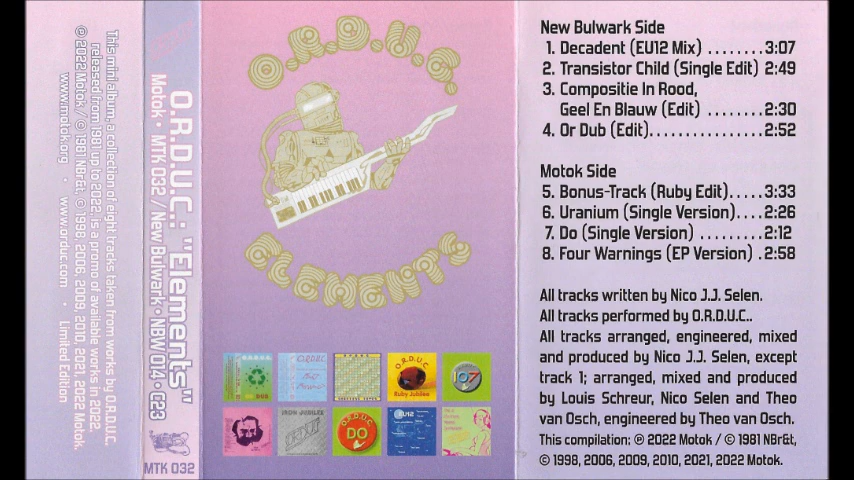 This mini album, a collection of eight tracks taken from works by O.R.D.U.C.
released from 1981 up to 2022, is a promo of available works in 2022.
℗ 2022 Motok / © 1981 NBr&t, © 1998, 2006, 2009, 2010, 2021, 2022 Motok.
www.motok.org • www.orduc.com • Limited Edition
O.R.D.U.C.: "Elements"
Motok • MTK 032 / New Bulwark • NBW 014 • C23
MTK 032
O.R.D.U.C.
ELEMENTS
O.R.D.U.C
Ruby Jubilee
107
IRON JUBILEE
O.R.D.U.C
DO
EU12
New Bulwark Side
1. Decadent (EU12 Mix) ........3:07
2. Transistor Child (Single Edit) 2:49
3. Compositie In Rood,
Geel En Blauw (Edit) .......2:30
4. Or Dub (Edit)................2:52
Motok Side
5. Bonus-Track (Ruby Edit).....3:33
6. Uranium (Single Version)....2:26
7. Do (Single Version) .........2:12
8. Four Warnings (EP Version) .2:58
All tracks written by Nico J.J. Selen.
All tracks performed by O.R.D.U.C..
All tracks arranged, engineered, mixed
and produced by Nico J.J. Selen, except
track 1; arranged, mixed and produced
by Louis Schreur, Nico Selen and Theo
van Osch, engineered by Theo van Osch.
This compilation: ℗ 2022 Motok / © 1981 NBr&t,
© 1998, 2006, 2009, 2010, 2021, 2022 Motok.